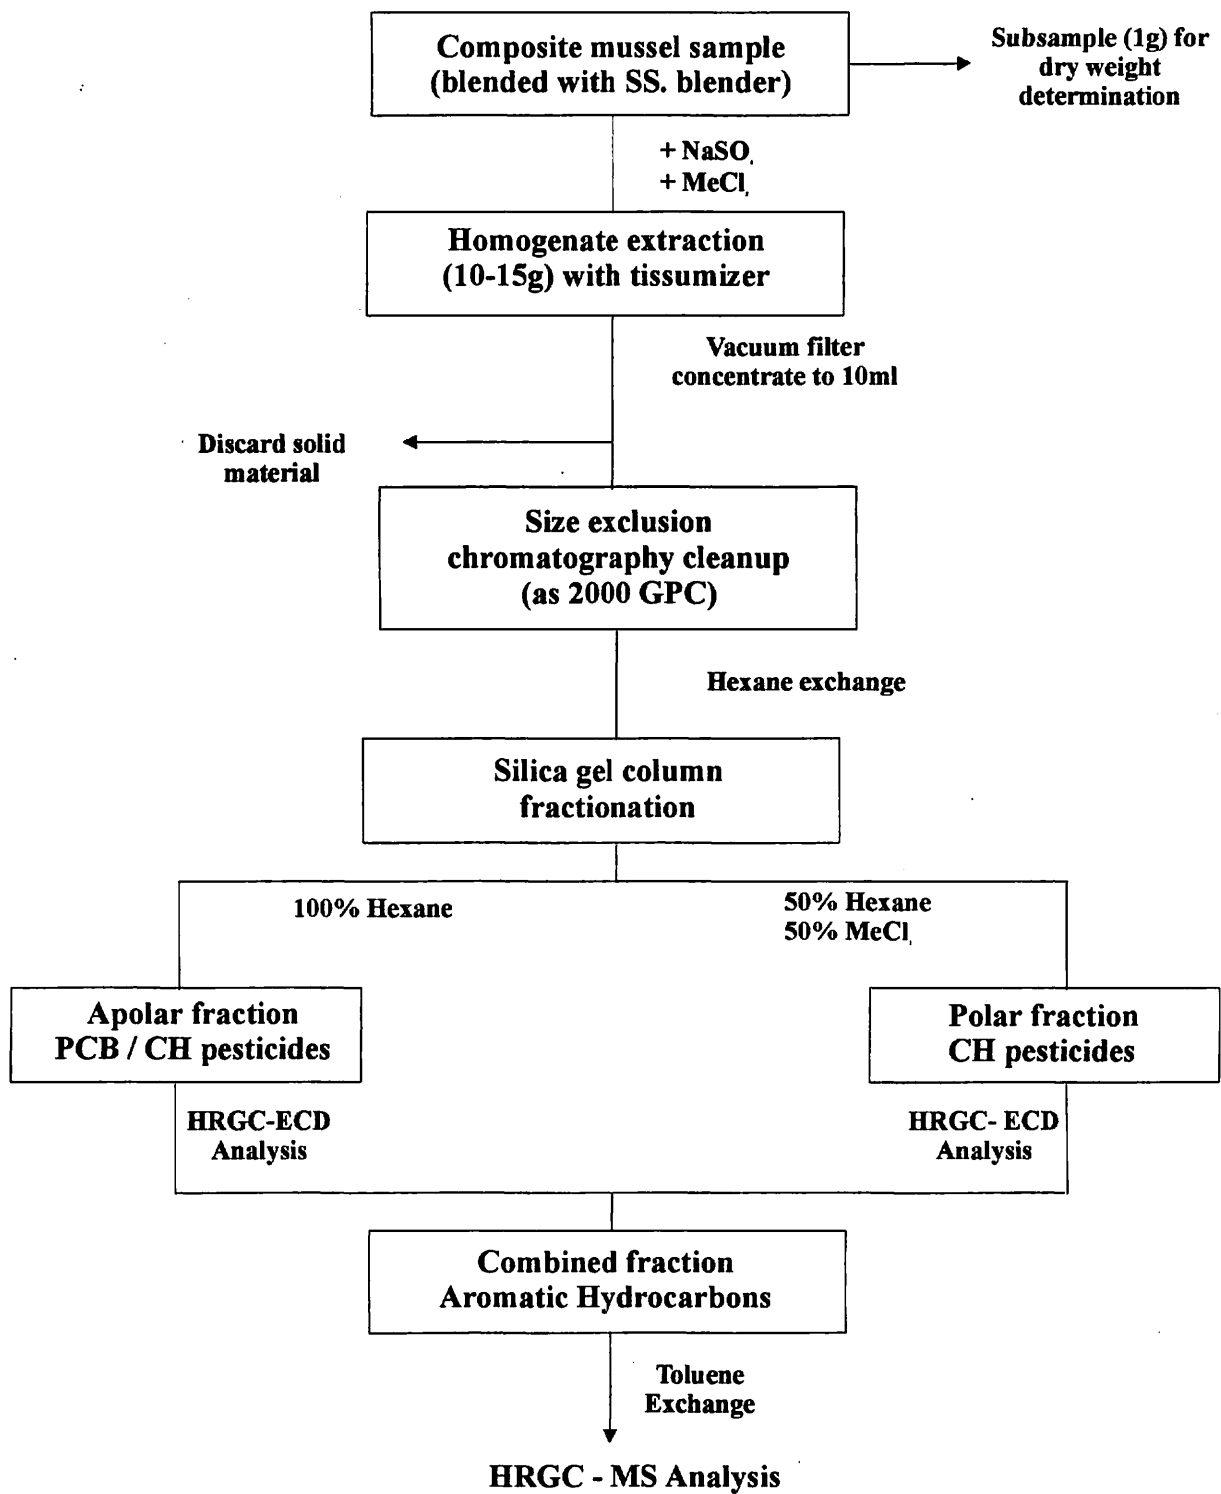 Composite mussel sample
(blended with SS. blender)
Subsample (1g) for
dry weight
determination
+ NaSO,
+ MeCl,
Homogenate extraction
(10-15g) with tissumizer
Vacuum filter
concentrate to 10ml
Discard solid
material
Size exclusion
chromatography cleanup
(as 2000 GPC)
Hexane exchange
Silica gel column
fractionation
100% Hexane
50% Hexane
50% MeCl,
Apolar fraction
PCB / CH pesticides
Polar fraction
CH pesticides
HRGC-ECD
Analysis
HRGC- ECD
Analysis
Combined fraction
Aromatic Hydrocarbons
Toluene
Exchange
HRGC - MS Analysis